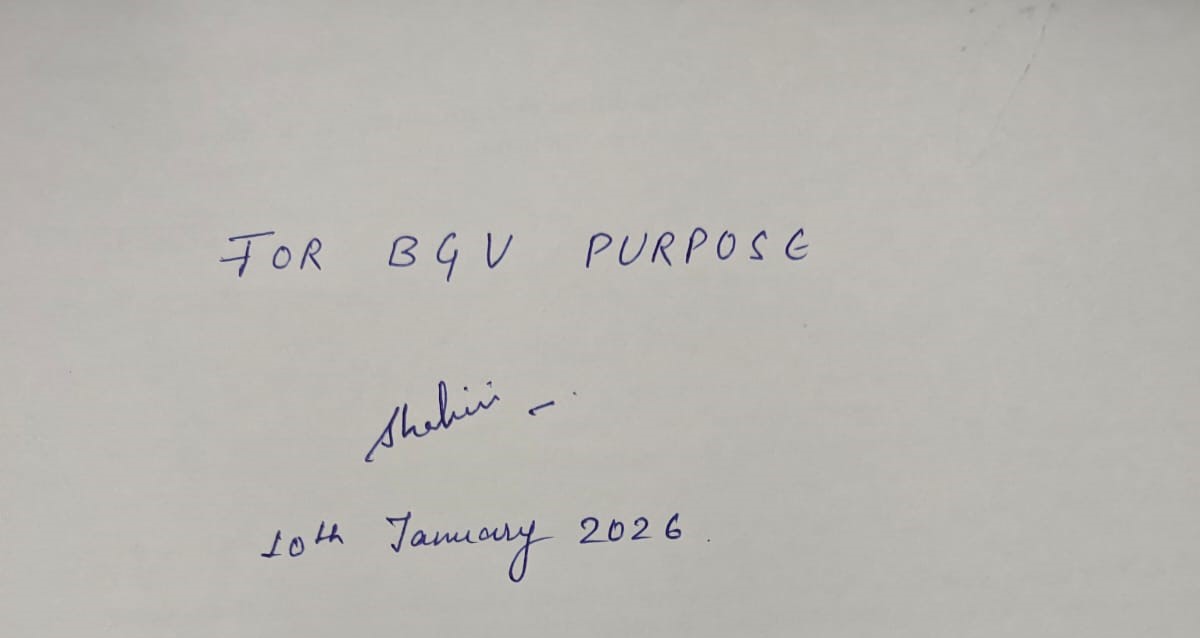 FOR BGV PURPOSE
10th January 2026.